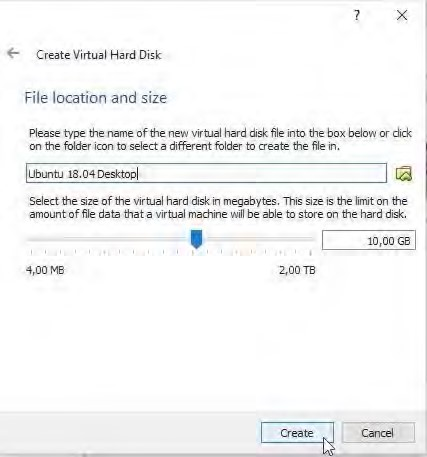 ?
Create Virtual Hard Disk
File location and size
Please type the name of the new virtual hard disk file into the box below or click
on the folder icon to select a different folder to create the file in.
Ubuntu 18.04 Desktop
Select the size of the virtual hard disk in megabytes. This size is the limit on the
amount of file data that a virtual machine will be able to store on the hard disk.
10,00 GB
4,00 MB 2,00 TB
Create Cancel